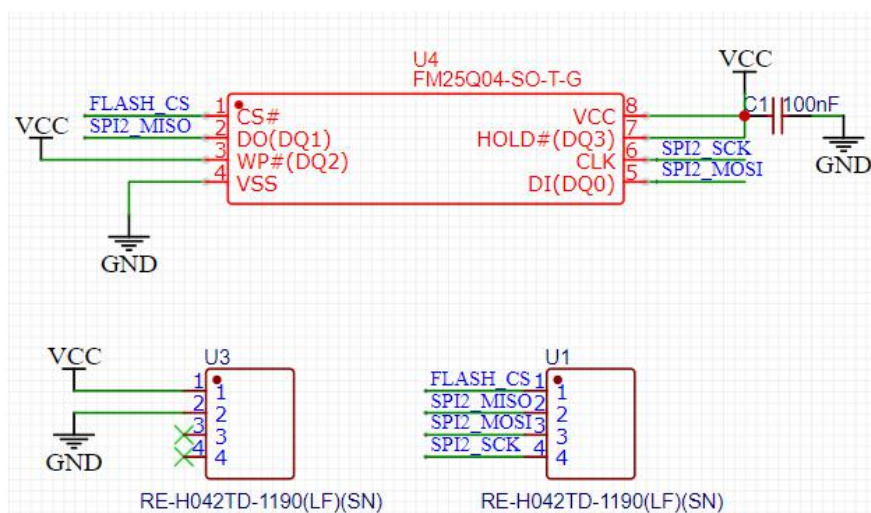 U4
FM25Q04-SO-T-G
VCC
FLASH_CS 1 CS#
SPI2_MISO 2 DO(DQ1)
VCC 3 WP#(DQ2)
4 VSS
GND
VCC 8
C1 100nF
HOLD#(DQ3) 7
CLK 6 SPI2_SCK
DI(DQ0) 5 SPI2_MOSI
GND
U3
VCC
1 1
2 2
3 3
4 4
GND
RE-H042TD-1190(LF)(SN)
U1
FLASH_CS 1 1
SPI2_MISO 2 2
SPI2_MOSI 3 3
SPI2_SCK 4 4
RE-H042TD-1190(LF)(SN)